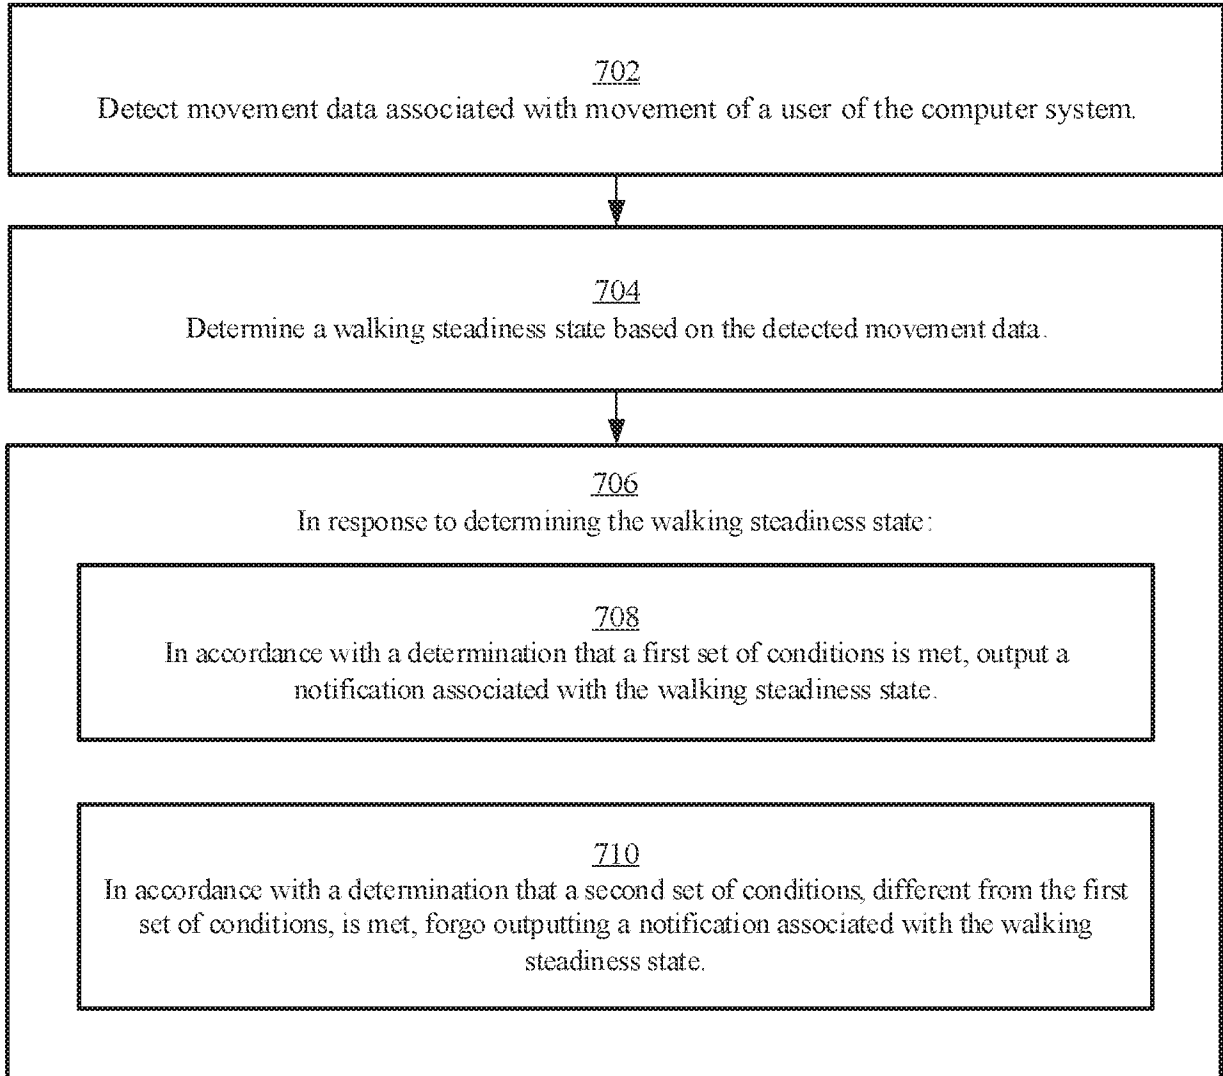 702
Detect movement data associated with movement of a user of the computer system.
704
Determine a walking steadiness state based on the detected movement data.
706
In response to determining the walking steadiness state:
708
In accordance with a determination that a first set of conditions is met, output a
notification associated with the walking steadiness state.
710
In accordance with a determination that a second set of conditions, different from the first
set of conditions, is met, forgo outputting a notification associated with the walking
steadiness state.